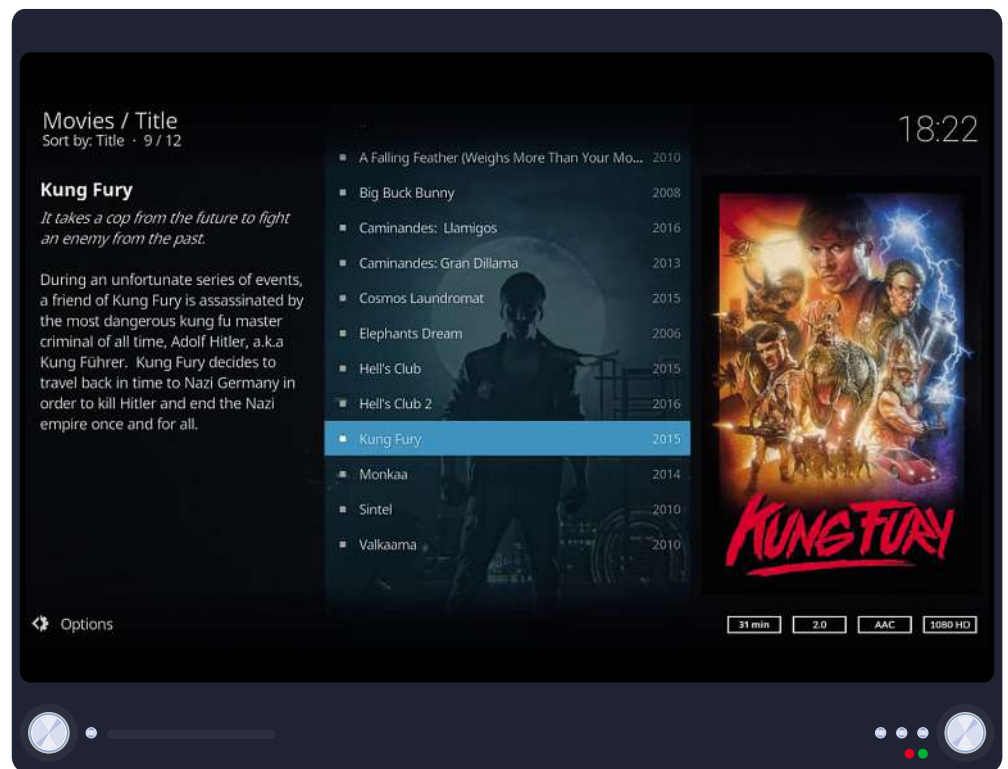 Movies / Title
Sort by: Title · 9 / 12
18:22
Kung Fury
It takes a cop from the future to fight
an enemy from the past.
During an unfortunate series of events,
a friend of Kung Fury is assassinated by
the most dangerous kung fu master
criminal of all time, Adolf Hitler, a.k.a
Kung Führer. Kung Fury decides to
travel back in time to Nazi Germany in
order to kill Hitler and end the Nazi
empire once and for all.
..
A Falling Feather (Weighs More Than Your Mo... 2010
Big Buck Bunny 2008
Caminandes: Llamigos 2016
Caminandes: Gran Dillama 2013
Cosmos Laundromat 2015
Elephants Dream 2006
Hell's Club 2015
Hell's Club 2 2016
Kung Fury 2015
Monkaa 2014
Sintel 2010
Valkaama 2010
KUNG FURY
Options
31 min 2.0 AAC 1080 HD